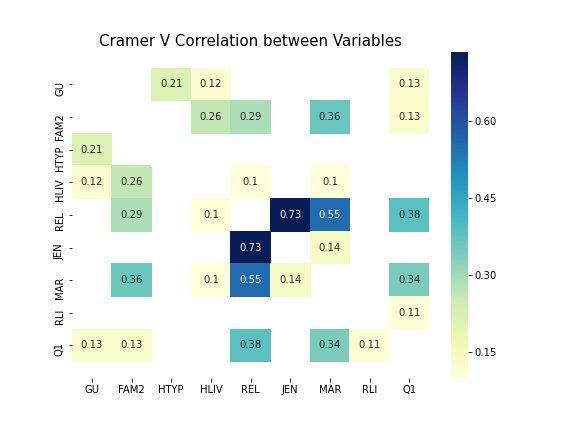 Cramer V Correlation between Variables
GU 0.21 0.12 0.13
FAM2 0.26 0.29 0.36 0.13 0.60
HTYP 0.21
HLIV 0.12 0.26 0.1 0.1 0.45
REL 0.29 0.1 0.73 0.55 0.38
JEN 0.73 0.14
MAR 0.36 0.1 0.55 0.14 0.34 0.30
RLI 0.11
Q1 0.13 0.13 0.38 0.34 0.11 0.15
GU FAM2 HTYP HLIV REL JEN MAR RLI Q1